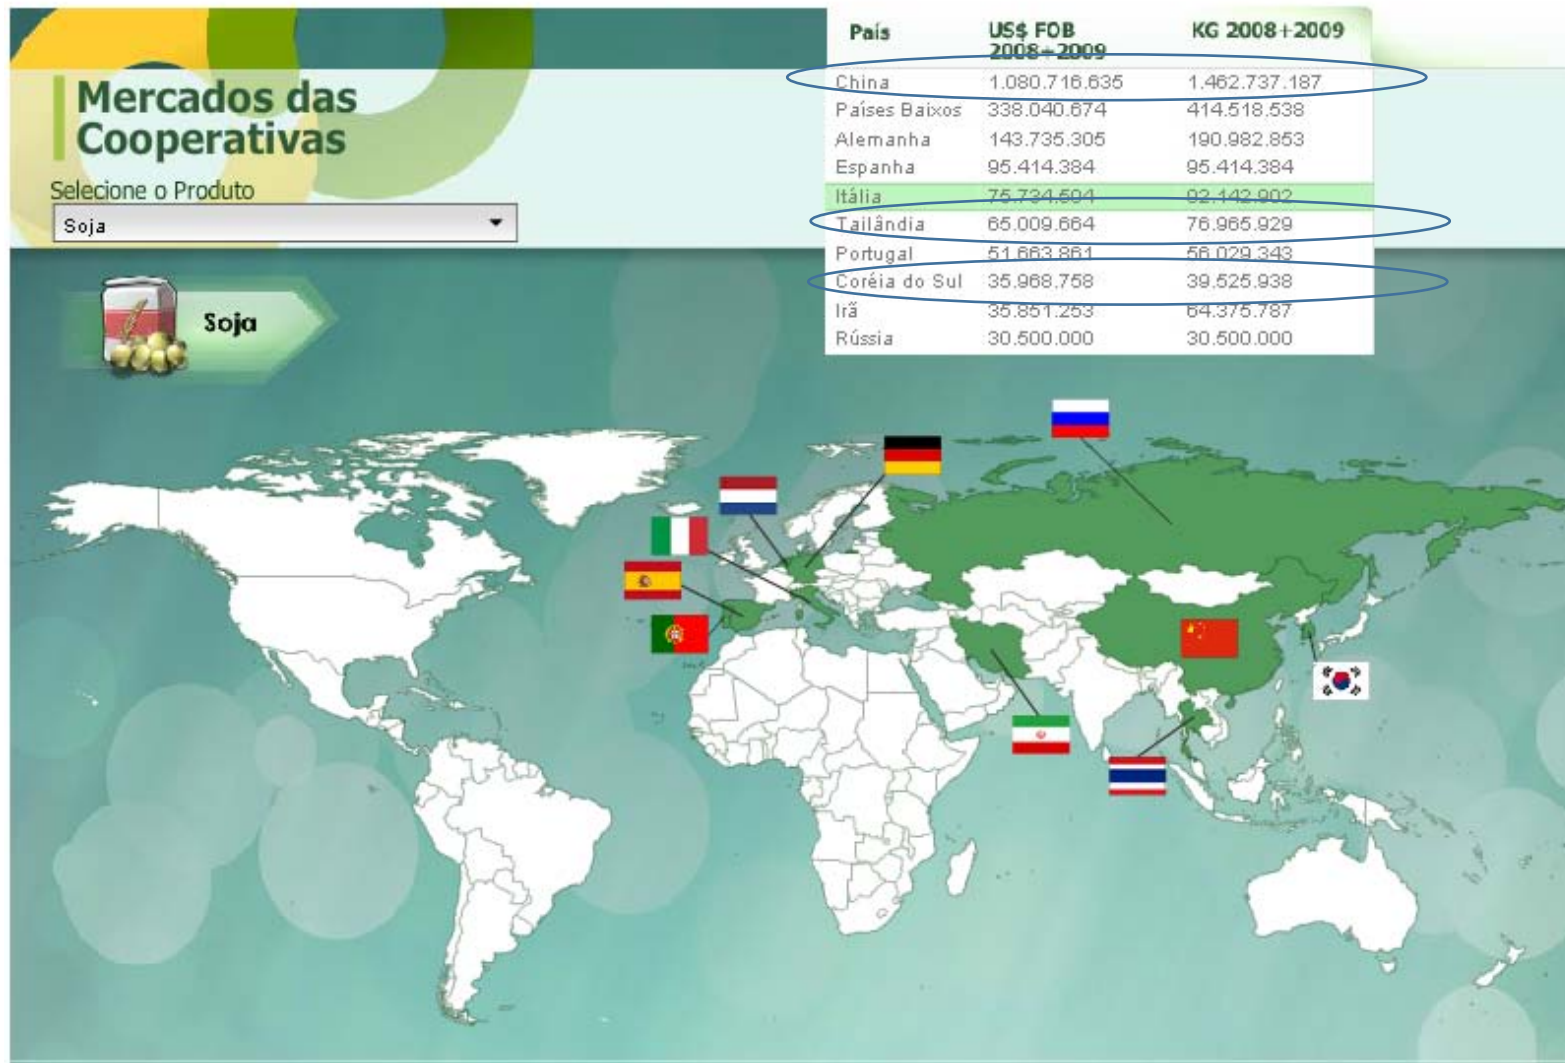 Mercados das
Cooperativas
Selecione o Produto
Soja
Soja
País US$ FOB 2008+2009 KG 2008+2009
China 1.080.716.635 1.462.737.187
Países Baixos 338.040.674 414.518.538
Alemanha 143.735.305 190.982.853
Espanha 95.414.384 95.414.384
Itália 75.734.504 92.142.902
Tailândia 65.009.664 76.965.929
Portugal 51.663.861 56.029.343
Coréia do Sul 35.968.758 39.525.938
Irã 35.851.253 64.375.787
Rússia 30.500.000 30.500.000